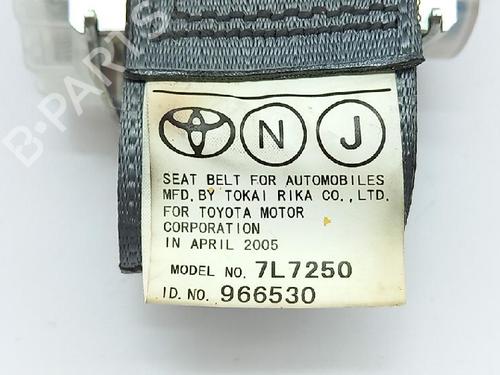 B-PARTS
N J
SEAT BELT FOR AUTOMOBILES
MFD. BY TOKAI RIKA CO., LTD.
FOR TOYOTA MOTOR
CORPORATION
IN APRIL 2005
MODEL NO. 7L7250
I.D. NO. 966530